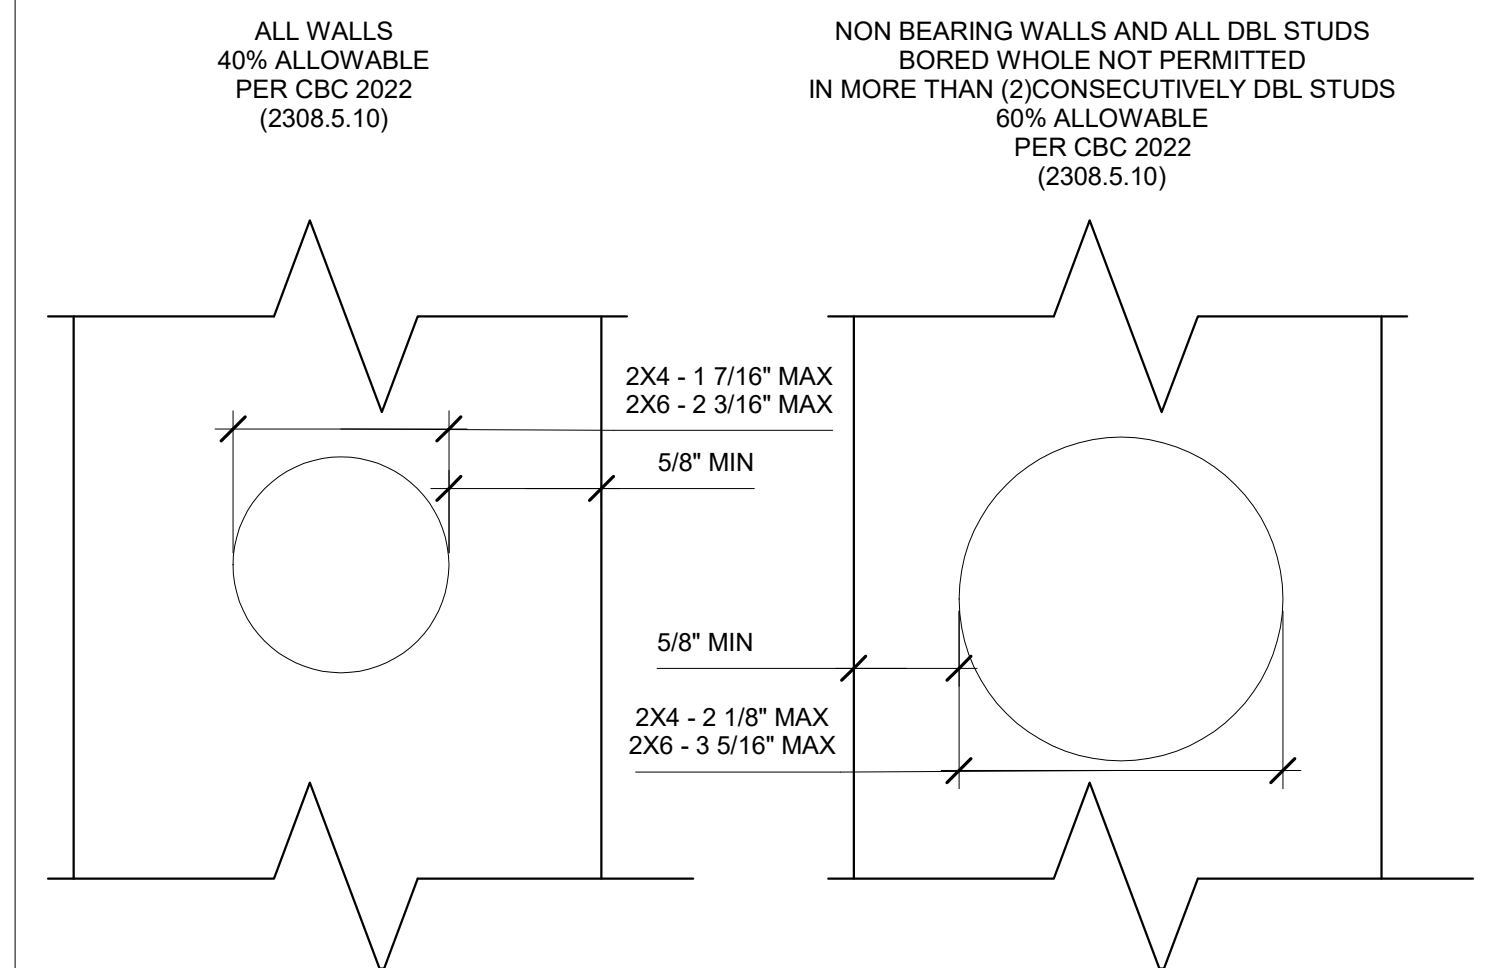 ALL WALLS
40% ALLOWABLE
PER CBC 2022
(2308.5.10)
NON BEARING WALLS AND ALL DBL STUDS
BORED WHOLE NOT PERMITTED
IN MORE THAN (2)CONSECUTIVELY DBL STUDS
60% ALLOWABLE
PER CBC 2022
(2308.5.10)
2X4 - 1 7/16" MAX
2X6 - 2 3/16" MAX
5/8" MIN
5/8" MIN
2X4 - 2 1/8" MAX
2X6 - 3 5/16" MAX